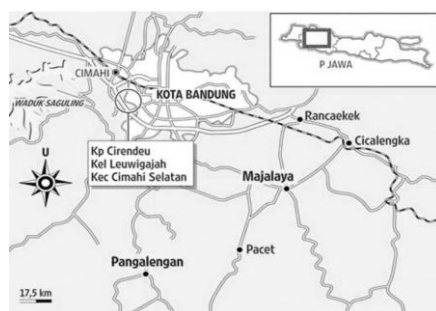 P JAWA
CIMAHI
KOTA BANDUNG
WADUK SAGULING
Rancaekek
Cicalengka
Kp Cirendeu
Kel Leuwigajah
Kec Cimahi Selatan
U
Majalaya
Pacet
Pangalengan
17,5 km